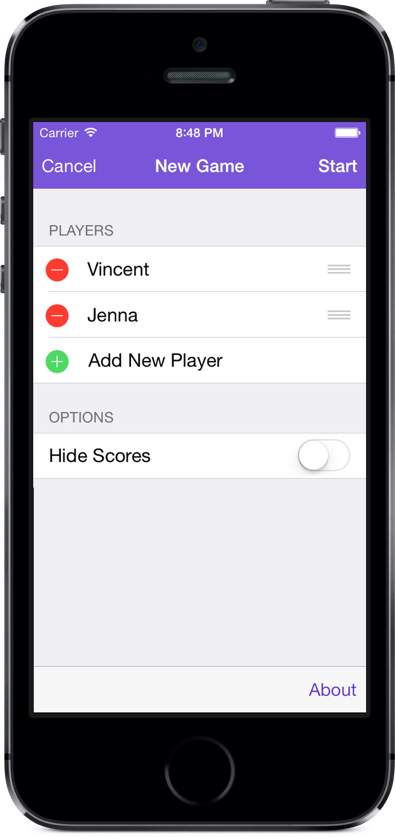 Carrier 8:48 PM
Cancel New Game Start
PLAYERS
Vincent
Jenna
Add New Player
OPTIONS
Hide Scores
About